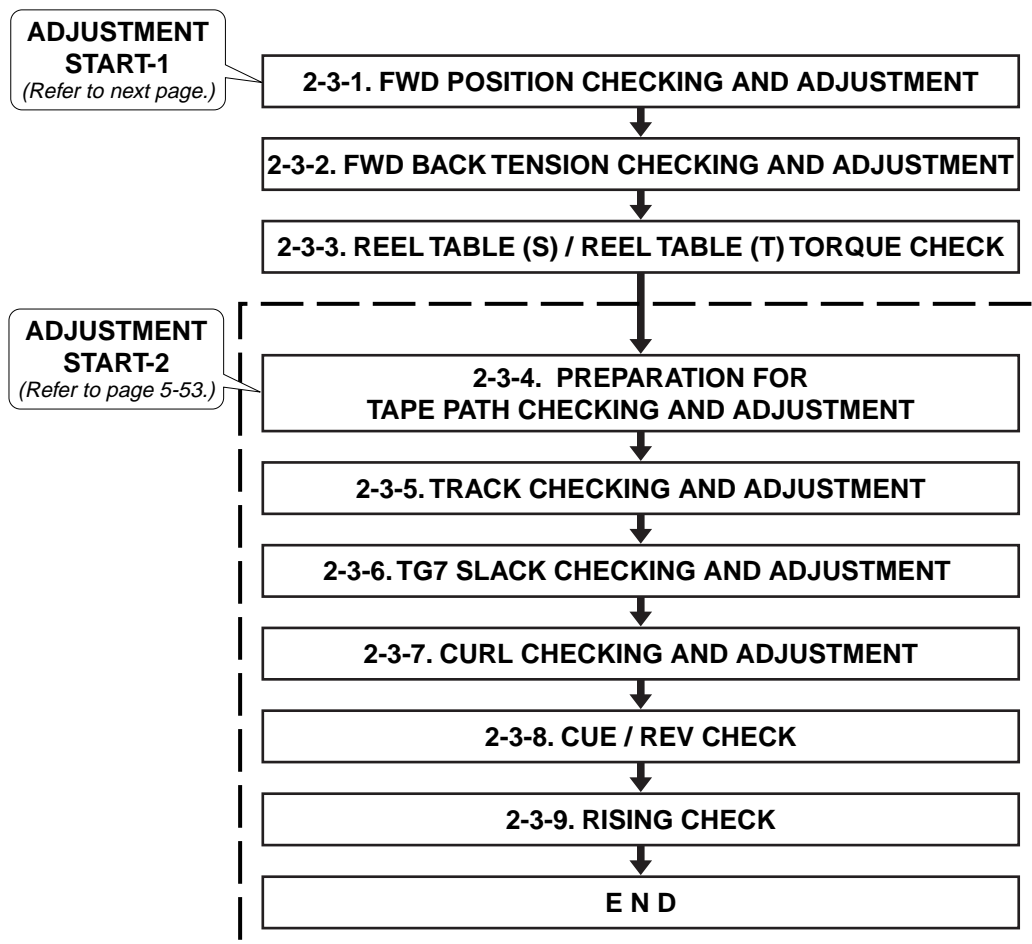 ADJUSTMENT
START-1
(Refer to next page.)
2-3-1. FWD POSITION CHECKING AND ADJUSTMENT
2-3-2. FWD BACK TENSION CHECKING AND ADJUSTMENT
2-3-3. REEL TABLE (S) / REEL TABLE (T) TORQUE CHECK
ADJUSTMENT
START-2
(Refer to page 5-53.)
2-3-4. PREPARATION FOR
TAPE PATH CHECKING AND ADJUSTMENT
2-3-5. TRACK CHECKING AND ADJUSTMENT
2-3-6. TG7 SLACK CHECKING AND ADJUSTMENT
2-3-7. CURL CHECKING AND ADJUSTMENT
2-3-8. CUE / REV CHECK
2-3-9. RISING CHECK
E N D